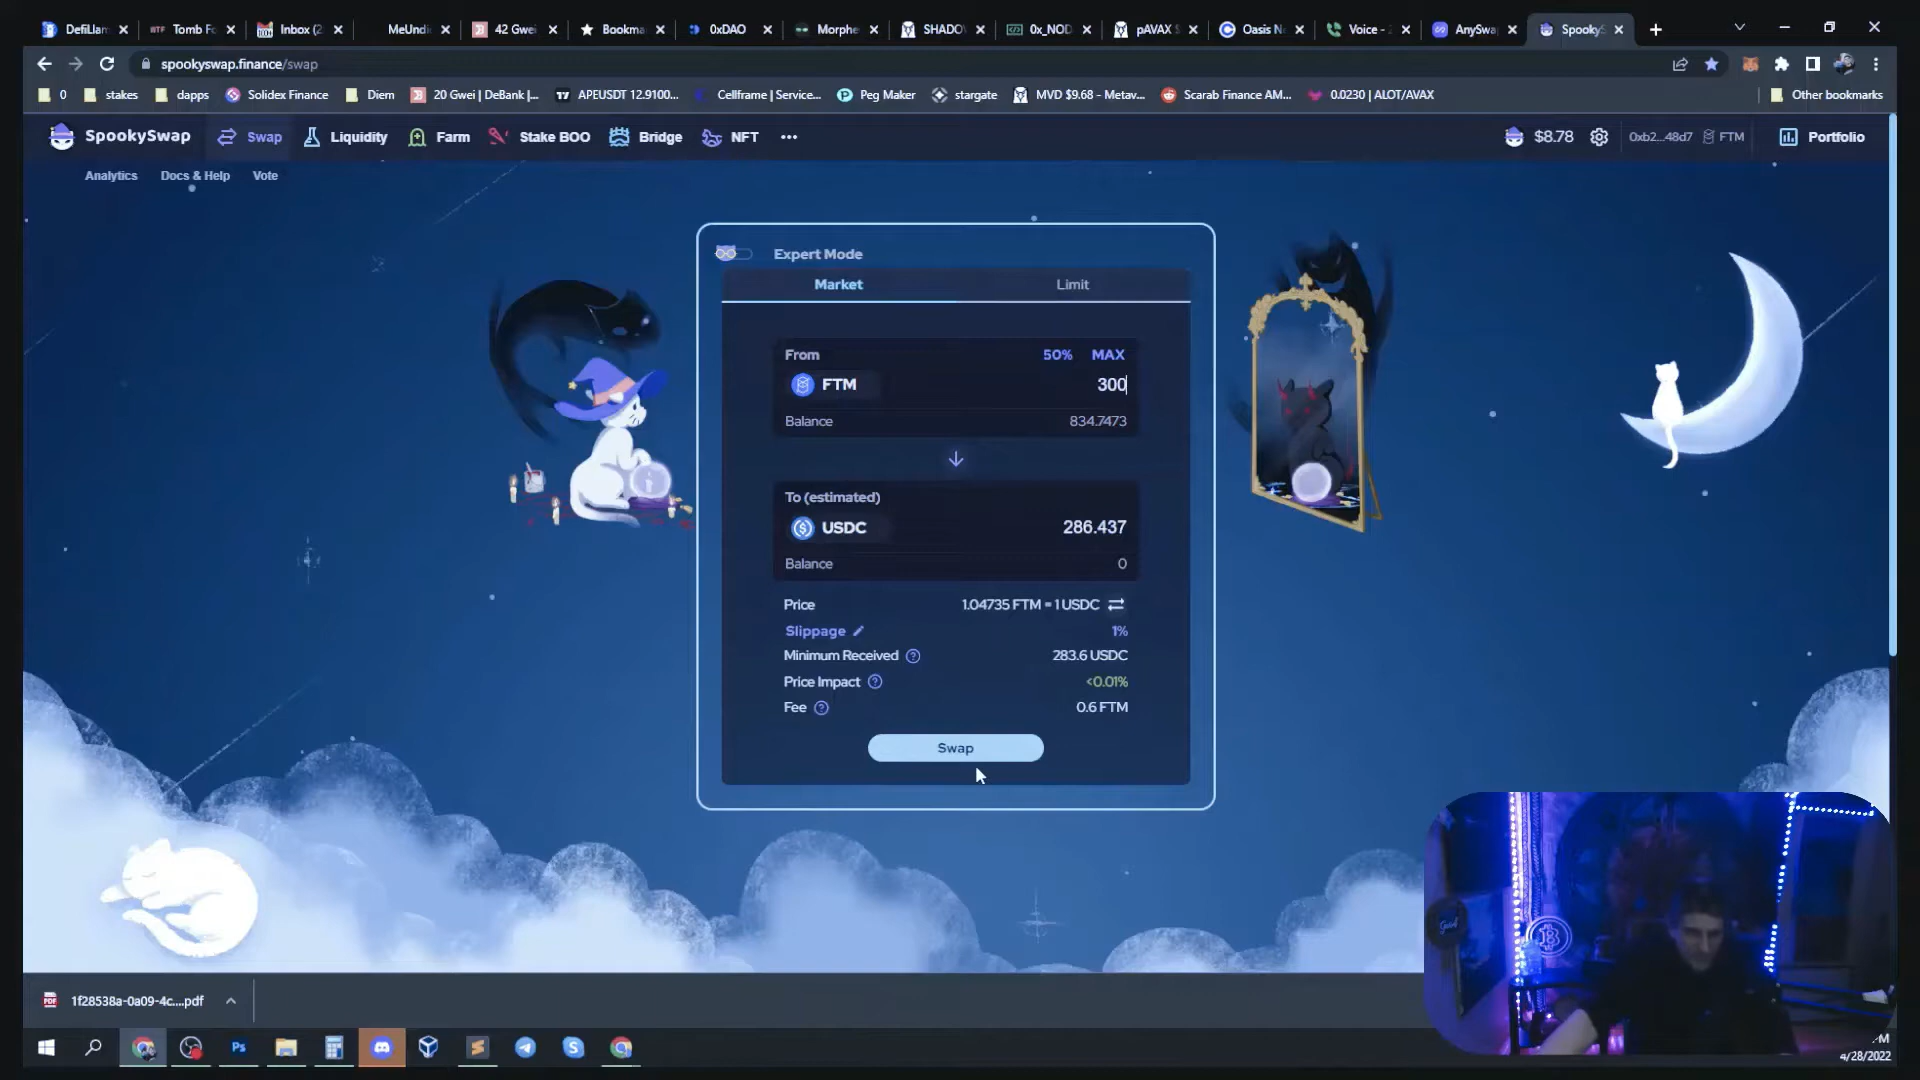 DefiLlam
Tomb Fo
Inbox (2
MeUndi
42 Gwei
Bookma
0xDAO
Morphe
SHADO
0x_NOD
pAVAX S
Oasis N
Voice -
AnySwa
Spooky
spookyswap.finance/swap
0
stakes
dapps
Solidex Finance
Diem
20 Gwei | DeBank |...
APEUSDT 12.9100...
Cellframe | Service...
Peg Maker
stargate
MVD $9.68 - Metav...
Scarab Finance AM...
0.0230 | ALOT/AVAX
Other bookmarks
SpookySwap
Swap
Liquidity
Farm
Stake BOO
Bridge
NFT
$8.78
0xb2...48d7
FTM
Portfolio
Analytics
Docs & Help
Vote
Expert Mode
Market
Limit
From
50%
MAX
FTM
300
Balance
834.7473
To (estimated)
USDC
286.437
Balance
0
Price
1.04735 FTM = 1 USDC
Slippage
1%
Minimum Received
283.6 USDC
Price Impact
<0.01%
Fee
0.6 FTM
Swap
1f28538a-0a09-4c....pdf
4/28/2022